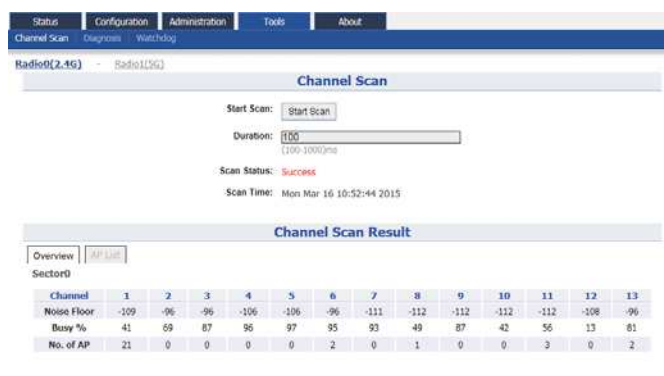 Status Configuration Administration Tools About
Channel Scan Diagnosis Watchdog
Radio0(2.4G) - Radio1(5G)
Channel Scan
Start Scan: Start Scan
Duration: 100
(100-1000)ms
Scan Status: Success
Scan Time: Mon Mar 16 10:52:44 2015
Channel Scan Result
Overview AP List
Sector0
Channel 1 2 3 4 5 6 7 8 9 10 11 12 13
Noise Floor -109 -96 -96 -106 -106 -96 -111 -112 -112 -112 -112 -108 -96
Busy % 41 69 87 96 97 95 93 49 87 42 56 13 81
No. of AP 21 0 0 0 0 2 0 1 0 0 3 0 2